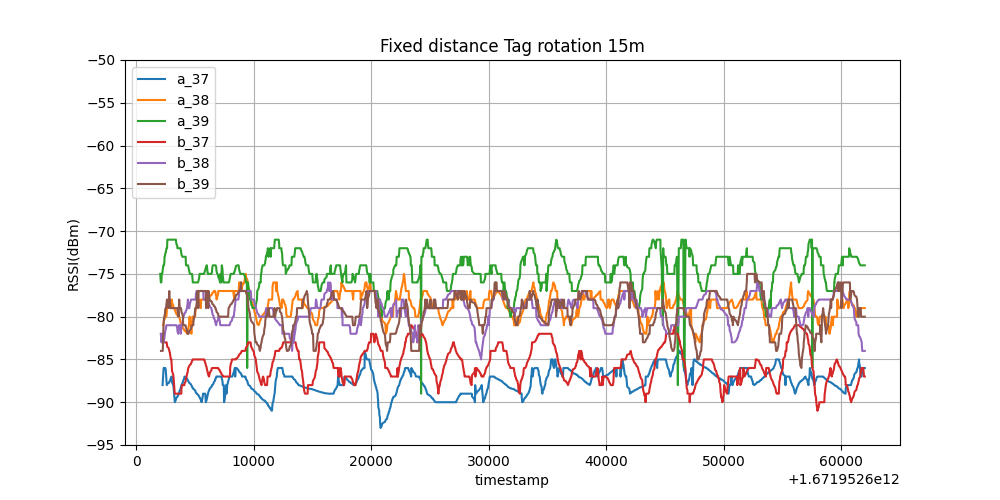 Fixed distance Tag rotation 15m
−50
−55
−60
−65
−70
−75
−80
−85
−90
−95
RSSI(dBm)
a_37
a_38
a_39
b_37
b_38
b_39
0
10000
20000
30000
40000
50000
60000
timestamp
+1.6719526e12